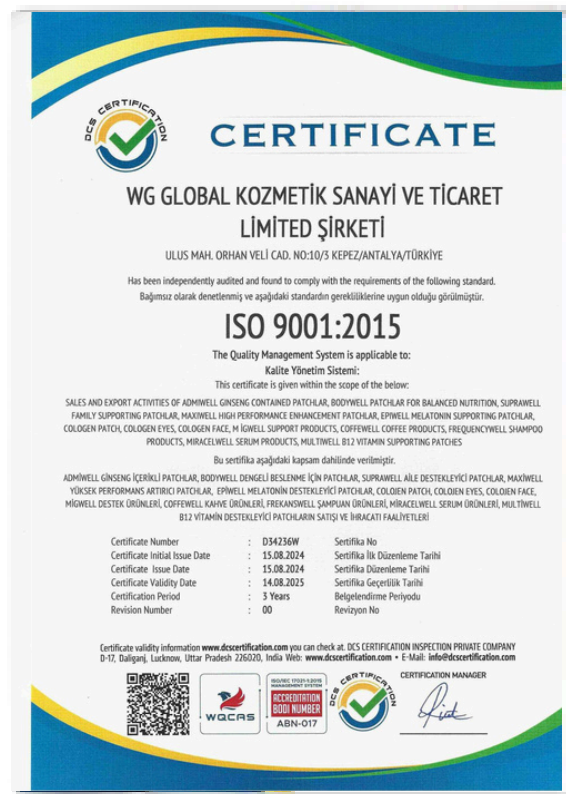 DCS CERTIFICATION
CERTIFICATE
WG GLOBAL KOZMETİK SANAYİ VE TİCARET
LİMİTED ŞİRKETİ
ULUS MAH. ORHAN VELİ CAD. NO:10/3 KEPEZ/ANTALYA/TÜRKİYE
Has been independently audited and found to comply with the requirements of the following standard.
Bağımsız olarak denetlenmiş ve aşağıdaki standardın gerekliliklerine uygun olduğu görülmüştür.
ISO 9001:2015
The Quality Management System is applicable to:
Kalite Yönetim Sistemi:
This certificate is given within the scope of the below:
SALES AND EXPORT ACTIVITIES OF ADMIWELL GINSENG CONTAINED PATCHLAR, BODYWELL PATCHLAR FOR BALANCED NUTRITION, SUPRAWELL
FAMILY SUPPORTING PATCHLAR, MAXIWELL HIGH PERFORMANCE ENHANCEMENT PATCHLAR, EPIWELL MELATONIN SUPPORTING PATCHLAR,
COLOGEN PATCH, COLOGEN EYES, COLOGEN FACE, M İGWELL SUPPORT PRODUCTS, COFFEWELL COFFEE PRODUCTS, FREQUENCYWELL SHAMPOO
PRODUCTS, MIRACELWELL SERUM PRODUCTS, MULTIWELL B12 VITAMIN SUPPORTING PATCHES
Bu sertifika aşağıdaki kapsam dahilinde verilmiştir.
ADMİWELL GİNSENG İÇERİKLİ PATCHLAR, BODYWELL DENGELİ BESLENME İÇİN PATCHLAR, SUPRAWELL AİLE DESTEKLEYİCİ PATCHLAR, MAXİWELL
YÜKSEK PERFORMANS ARTIRICI PATCHLAR, EPİWELL MELATONİN DESTEKLEYİCİ PATCHLAR, COLOJEN PATCH, COLOJEN EYES, COLOJEN FACE,
MİGWELL DESTEK ÜRÜNLERİ, COFFEWELL KAHVE ÜRÜNLERİ, FREKANSWELL ŞAMPUAN ÜRÜNLERİ, MİRACELWELL SERUM ÜRÜNLERİ, MULTİWELL
B12 VİTAMİN DESTEKLEYİCİ PATCHLARIN SATIŞI VE İHRACATI FAALİYETLERİ
Certificate Number : D34236W Sertifika No
Certificate Initial Issue Date : 15.08.2024 Sertifika İlk Düzenleme Tarihi
Certificate Issue Date : 15.08.2024 Sertifika Düzenleme Tarihi
Certificate Validity Date : 14.08.2025 Sertifika Geçerlilik Tarihi
Certification Period : 3 Years Belgelendirme Periyodu
Revision Number : 00 Revizyon No
Certificate validity information www.dcscertification.com you can check at. DCS CERTIFICATION INSPECTION PRIVATE COMPANY
D-17, Daliganj, Lucknow, Uttar Pradesh 226020, India Web: www.dcscertification.com • E-Mail: info@dcscertification.com
WQCAS
ISO/IEC 17021-1:2015
MANAGEMENT SYSTEM
ACCREDITATION
BODI NUMBER
ABN-017
DCS CERTIFICATION
CERTIFICATION MANAGER